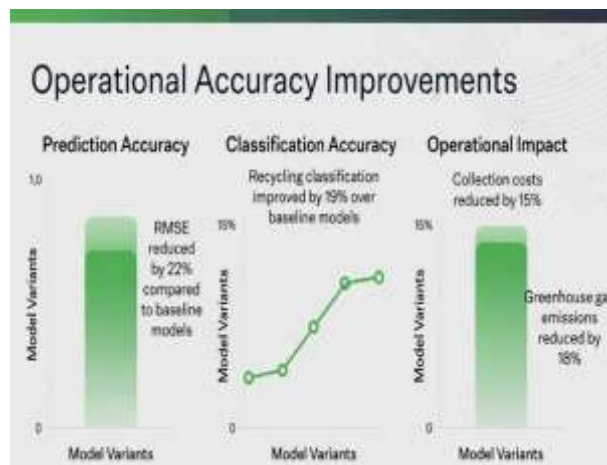 Operational Accuracy Improvements
Prediction Accuracy
1,0
RMSE
reduced
by 22%
compared
to baseline
models
Model Variants
0
Model Variants
Classification Accuracy
Recycling classification
improved by 19% over
baseline models
15%
Model Variants
0
Model Variants
Operational Impact
Collection costs
reduced by 15%
15%
Model Variants
Greenhouse ga
emissions
reduced by
18%
0
Model Variants